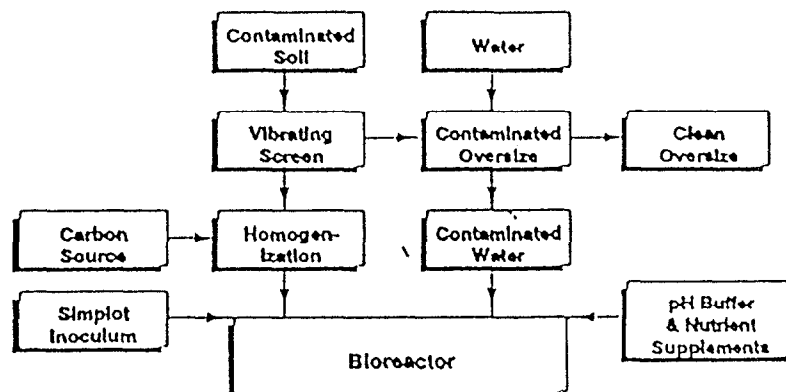 Contaminated
Soil
Water
Vibrating
Screen
Contaminated
Oversize
Clean
Oversize
Carbon
Source
Homogen-
ization
Contaminated
Water
Simplot
Inoculum
pH Buffer
& Nutrient
Supplements
Bioreactor